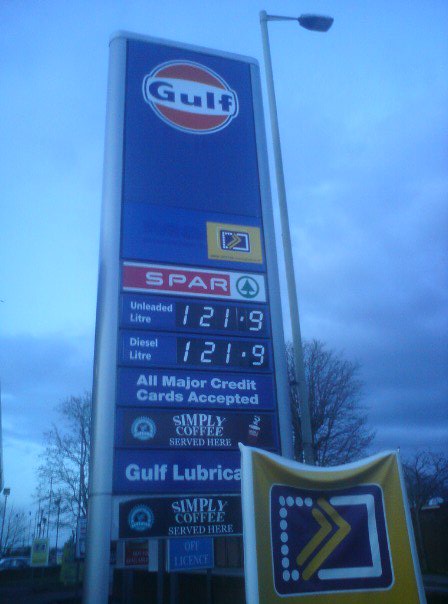 Gulf
SPAR
Unleaded
Litre
121.9
Diesel
Litre
121.9
All Major Credit
Cards Accepted
SIMPLY
COFFEE
SERVED HERE
Gulf Lubrica
SIMPLY
COFFEE
SERVED HERE
OFF
LICENCE